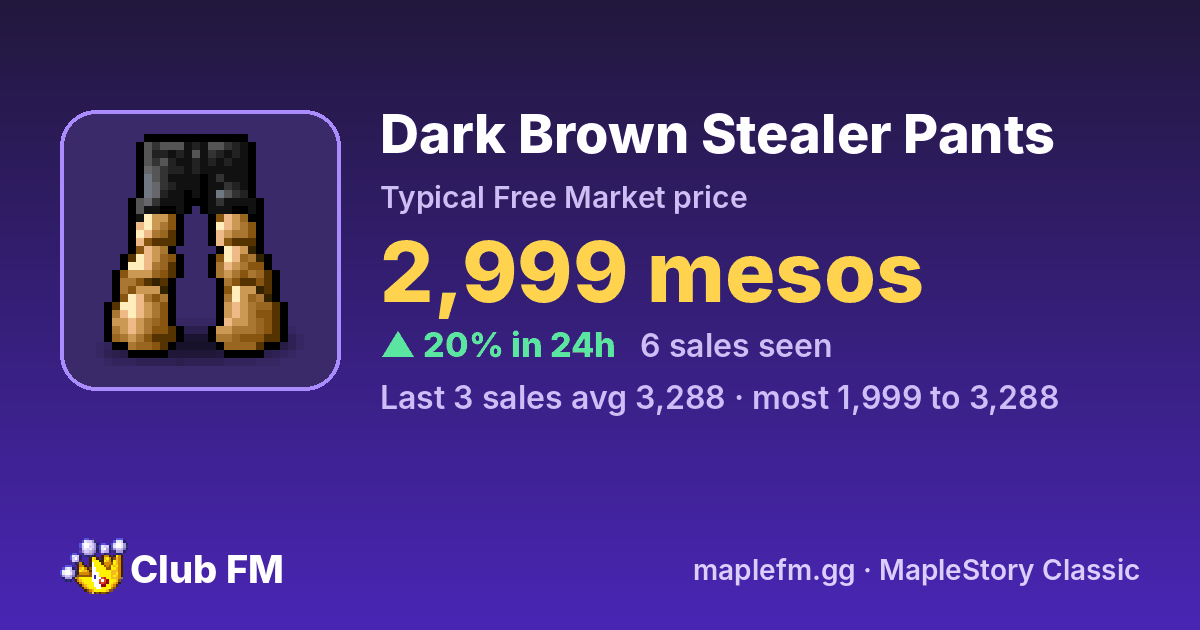 Dark Brown Stealer Pants
Typical Free Market price
2,999 mesos
▲ 20% in 24h 6 sales seen
Last 3 sales avg 3,288 · most 1,999 to 3,288
Club FM
maplefm.gg · MapleStory Classic